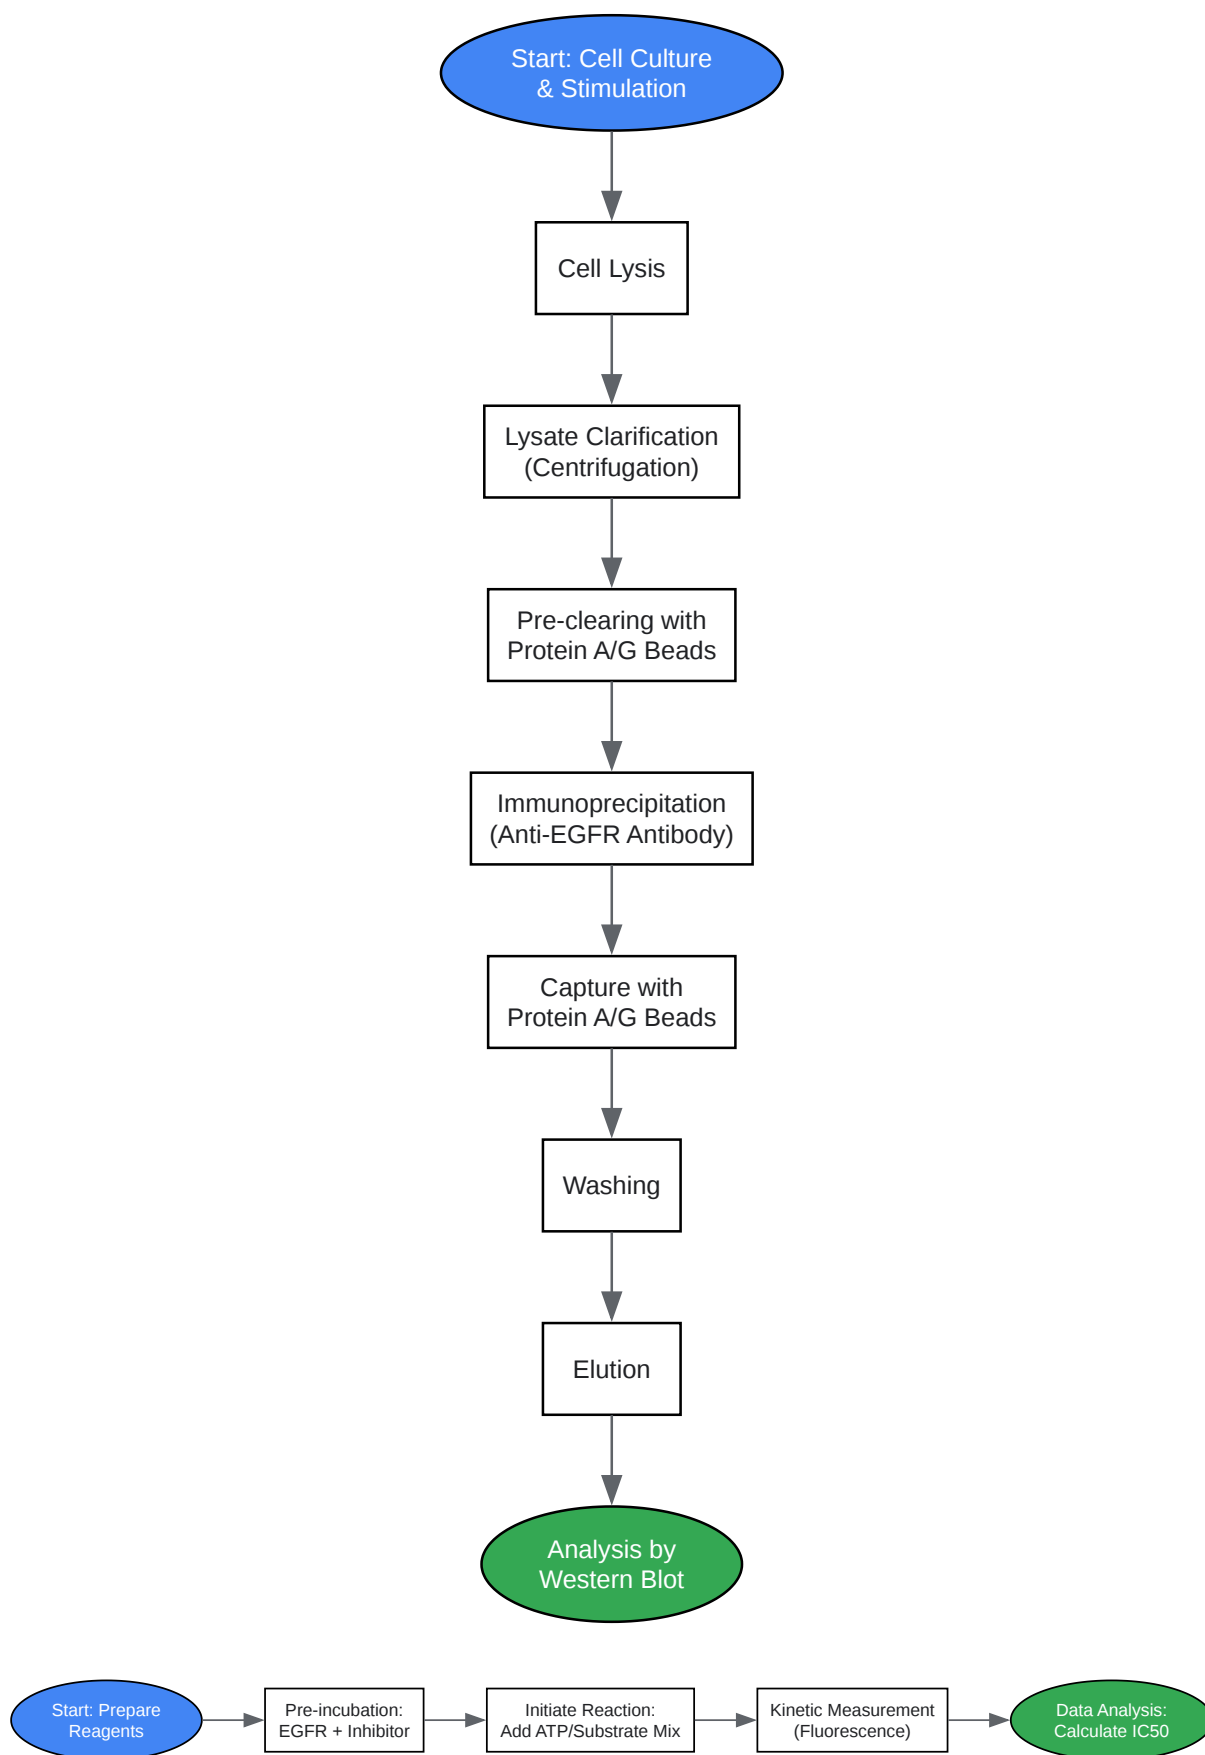 Start: Cell Culture
& Stimulation
Cell Lysis
Lysate Clarification
(Centrifugation)
Pre-clearing with
Protein A/G Beads
Immunoprecipitation
(Anti-EGFR Antibody)
Capture with
Protein A/G Beads
Washing
Elution
Analysis by
Western Blot
Start: Prepare
Reagents
Pre-incubation:
EGFR + Inhibitor
Initiate Reaction:
Add ATP/Substrate Mix
Kinetic Measurement
(Fluorescence)
Data Analysis:
Calculate IC50